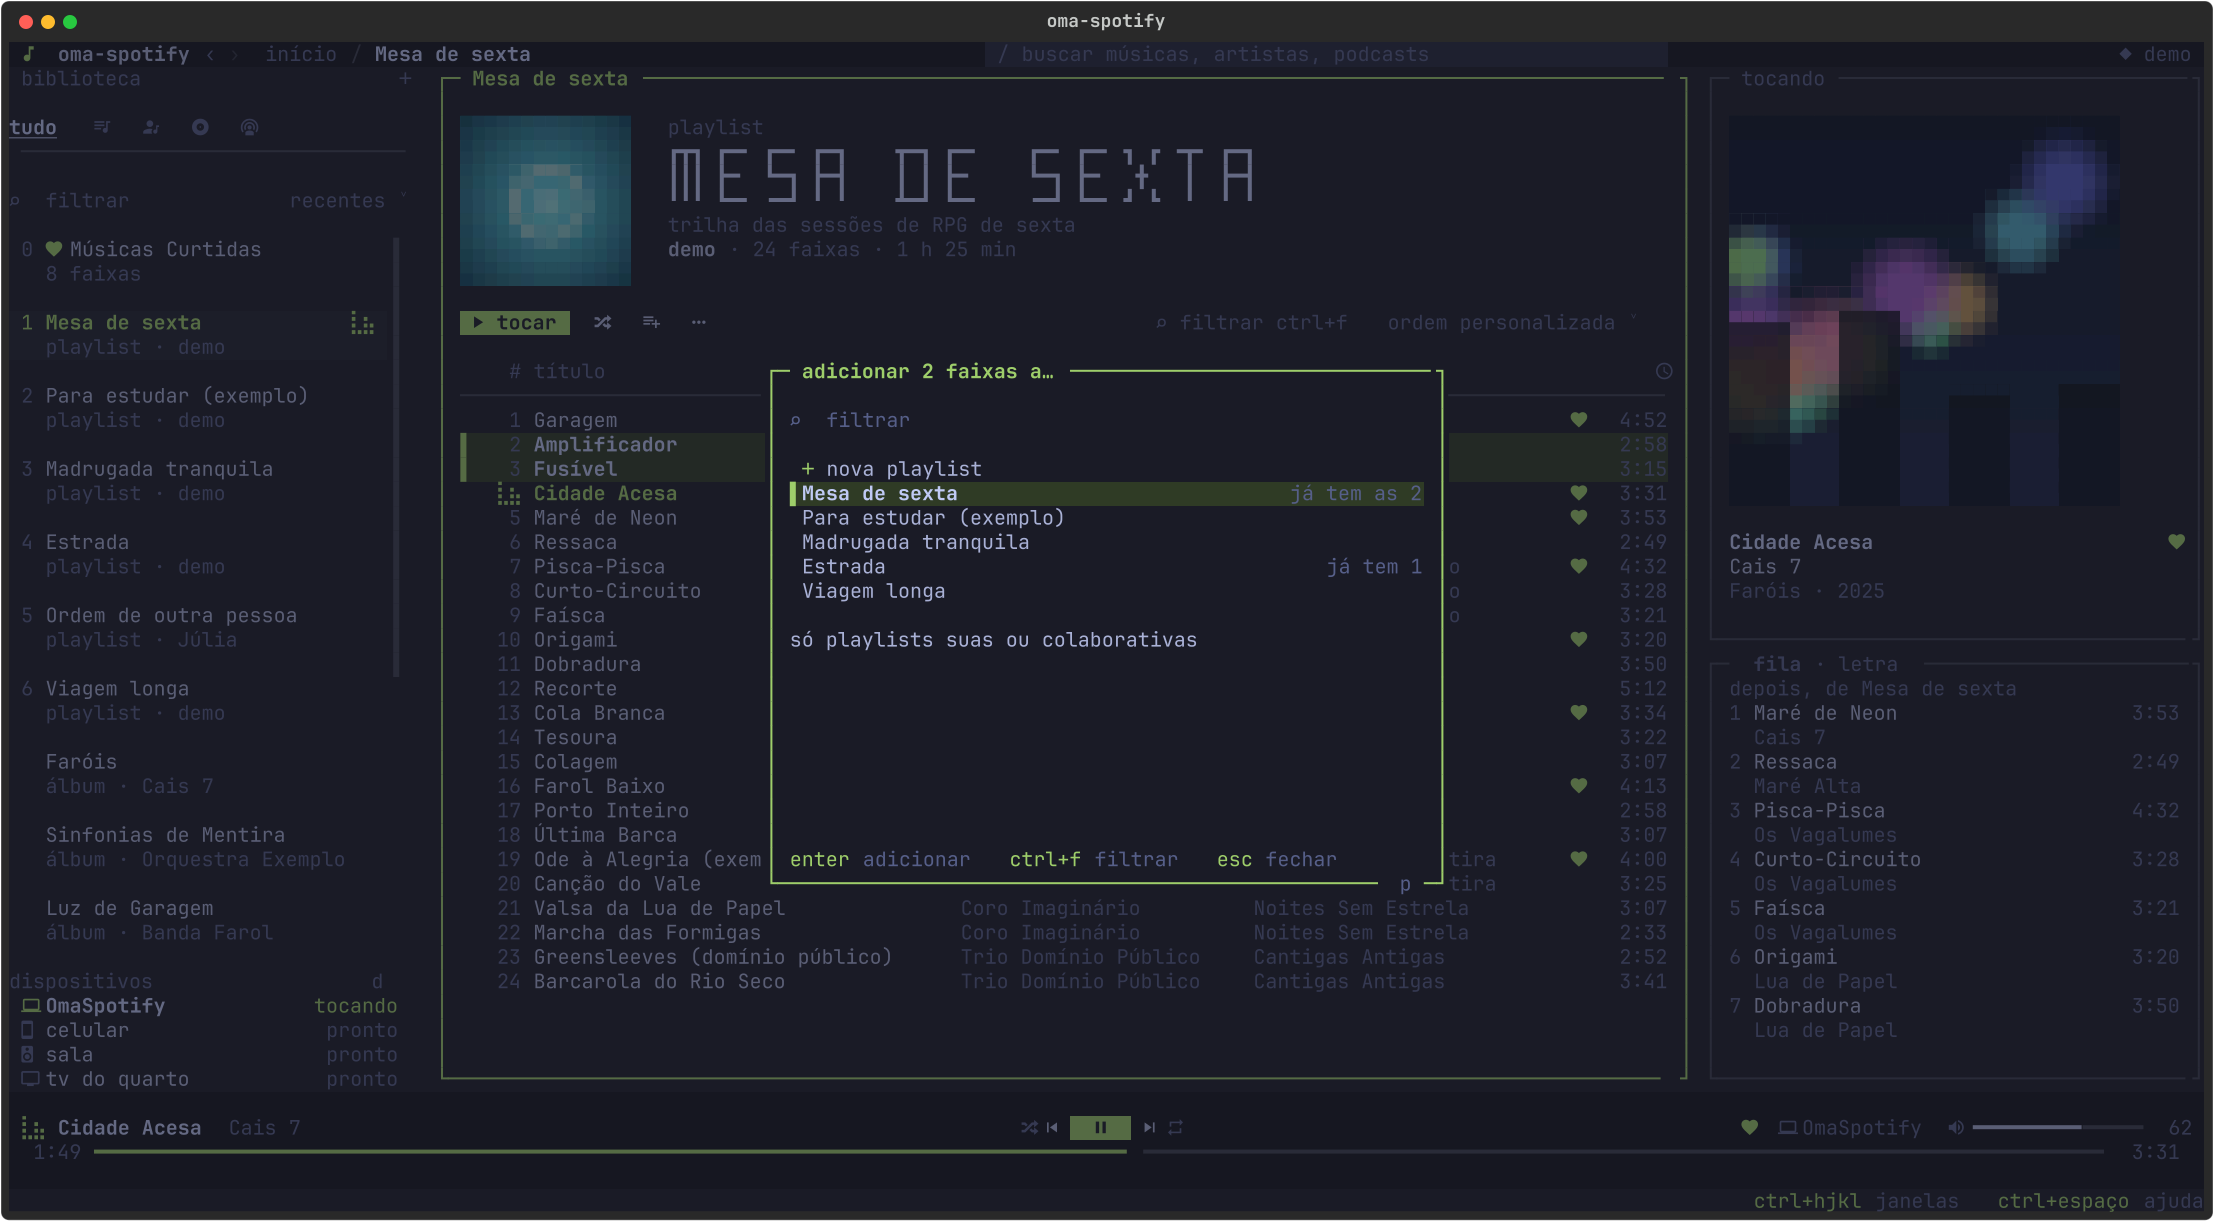 oma-spotify
oma-spotify ‹ › início / Mesa de sexta
/ buscar músicas, artistas, podcasts
◆ demo
biblioteca +
tudo
filtrar recentes ˅
0 ♥ Músicas Curtidas
8 faixas
1 Mesa de sexta
playlist · demo
2 Para estudar (exemplo)
playlist · demo
3 Madrugada tranquila
playlist · demo
4 Estrada
playlist · demo
5 Ordem de outra pessoa
playlist · Júlia
6 Viagem longa
playlist · demo
Faróis
álbum · Cais 7
Sinfonias de Mentira
álbum · Orquestra Exemplo
Luz de Garagem
álbum · Banda Farol
dispositivos d
OmaSpotify tocando
celular pronto
sala pronto
tv do quarto pronto
Mesa de sexta
playlist
MESA DE SEXTA
trilha das sessões de RPG de sexta
demo · 24 faixas · 1 h 25 min
▶ tocar ···
filtrar ctrl+f ordem personalizada ˅
# título
1 Garagem ♥ 4:52
2 Amplificador 2:58
3 Fusível 3:15
Cidade Acesa ♥ 3:31
5 Maré de Neon ♥ 3:53
6 Ressaca 2:49
7 Pisca-Pisca o ♥ 4:32
8 Curto-Circuito o 3:28
9 Faísca o 3:21
10 Origami ♥ 3:20
11 Dobradura 3:50
12 Recorte 5:12
13 Cola Branca ♥ 3:34
14 Tesoura 3:22
15 Colagem 3:07
16 Farol Baixo ♥ 4:13
17 Porto Inteiro 2:58
18 Última Barca 3:07
19 Ode à Alegria (exem tira ♥ 4:00
20 Canção do Vale tira 3:25
21 Valsa da Lua de Papel Coro Imaginário Noites Sem Estrela 3:07
22 Marcha das Formigas Coro Imaginário Noites Sem Estrela 2:33
23 Greensleeves (domínio público) Trio Domínio Público Cantigas Antigas 2:52
24 Barcarola do Rio Seco Trio Domínio Público Cantigas Antigas 3:41
adicionar 2 faixas a…
filtrar
+ nova playlist
Mesa de sexta já tem as 2
Para estudar (exemplo)
Madrugada tranquila
Estrada já tem 1
Viagem longa
só playlists suas ou colaborativas
enter adicionar ctrl+f filtrar esc fechar
p
tocando
Cidade Acesa ♥
Cais 7
Faróis · 2025
fila · letra
depois, de Mesa de sexta
1 Maré de Neon 3:53
Cais 7
2 Ressaca 2:49
Maré Alta
3 Pisca-Pisca 4:32
Os Vagalumes
4 Curto-Circuito 3:28
Os Vagalumes
5 Faísca 3:21
Os Vagalumes
6 Origami 3:20
Lua de Papel
7 Dobradura 3:50
Lua de Papel
Cidade Acesa Cais 7
♥ OmaSpotify 62
1:49 3:31
ctrl+hjkl janelas ctrl+espaço ajuda